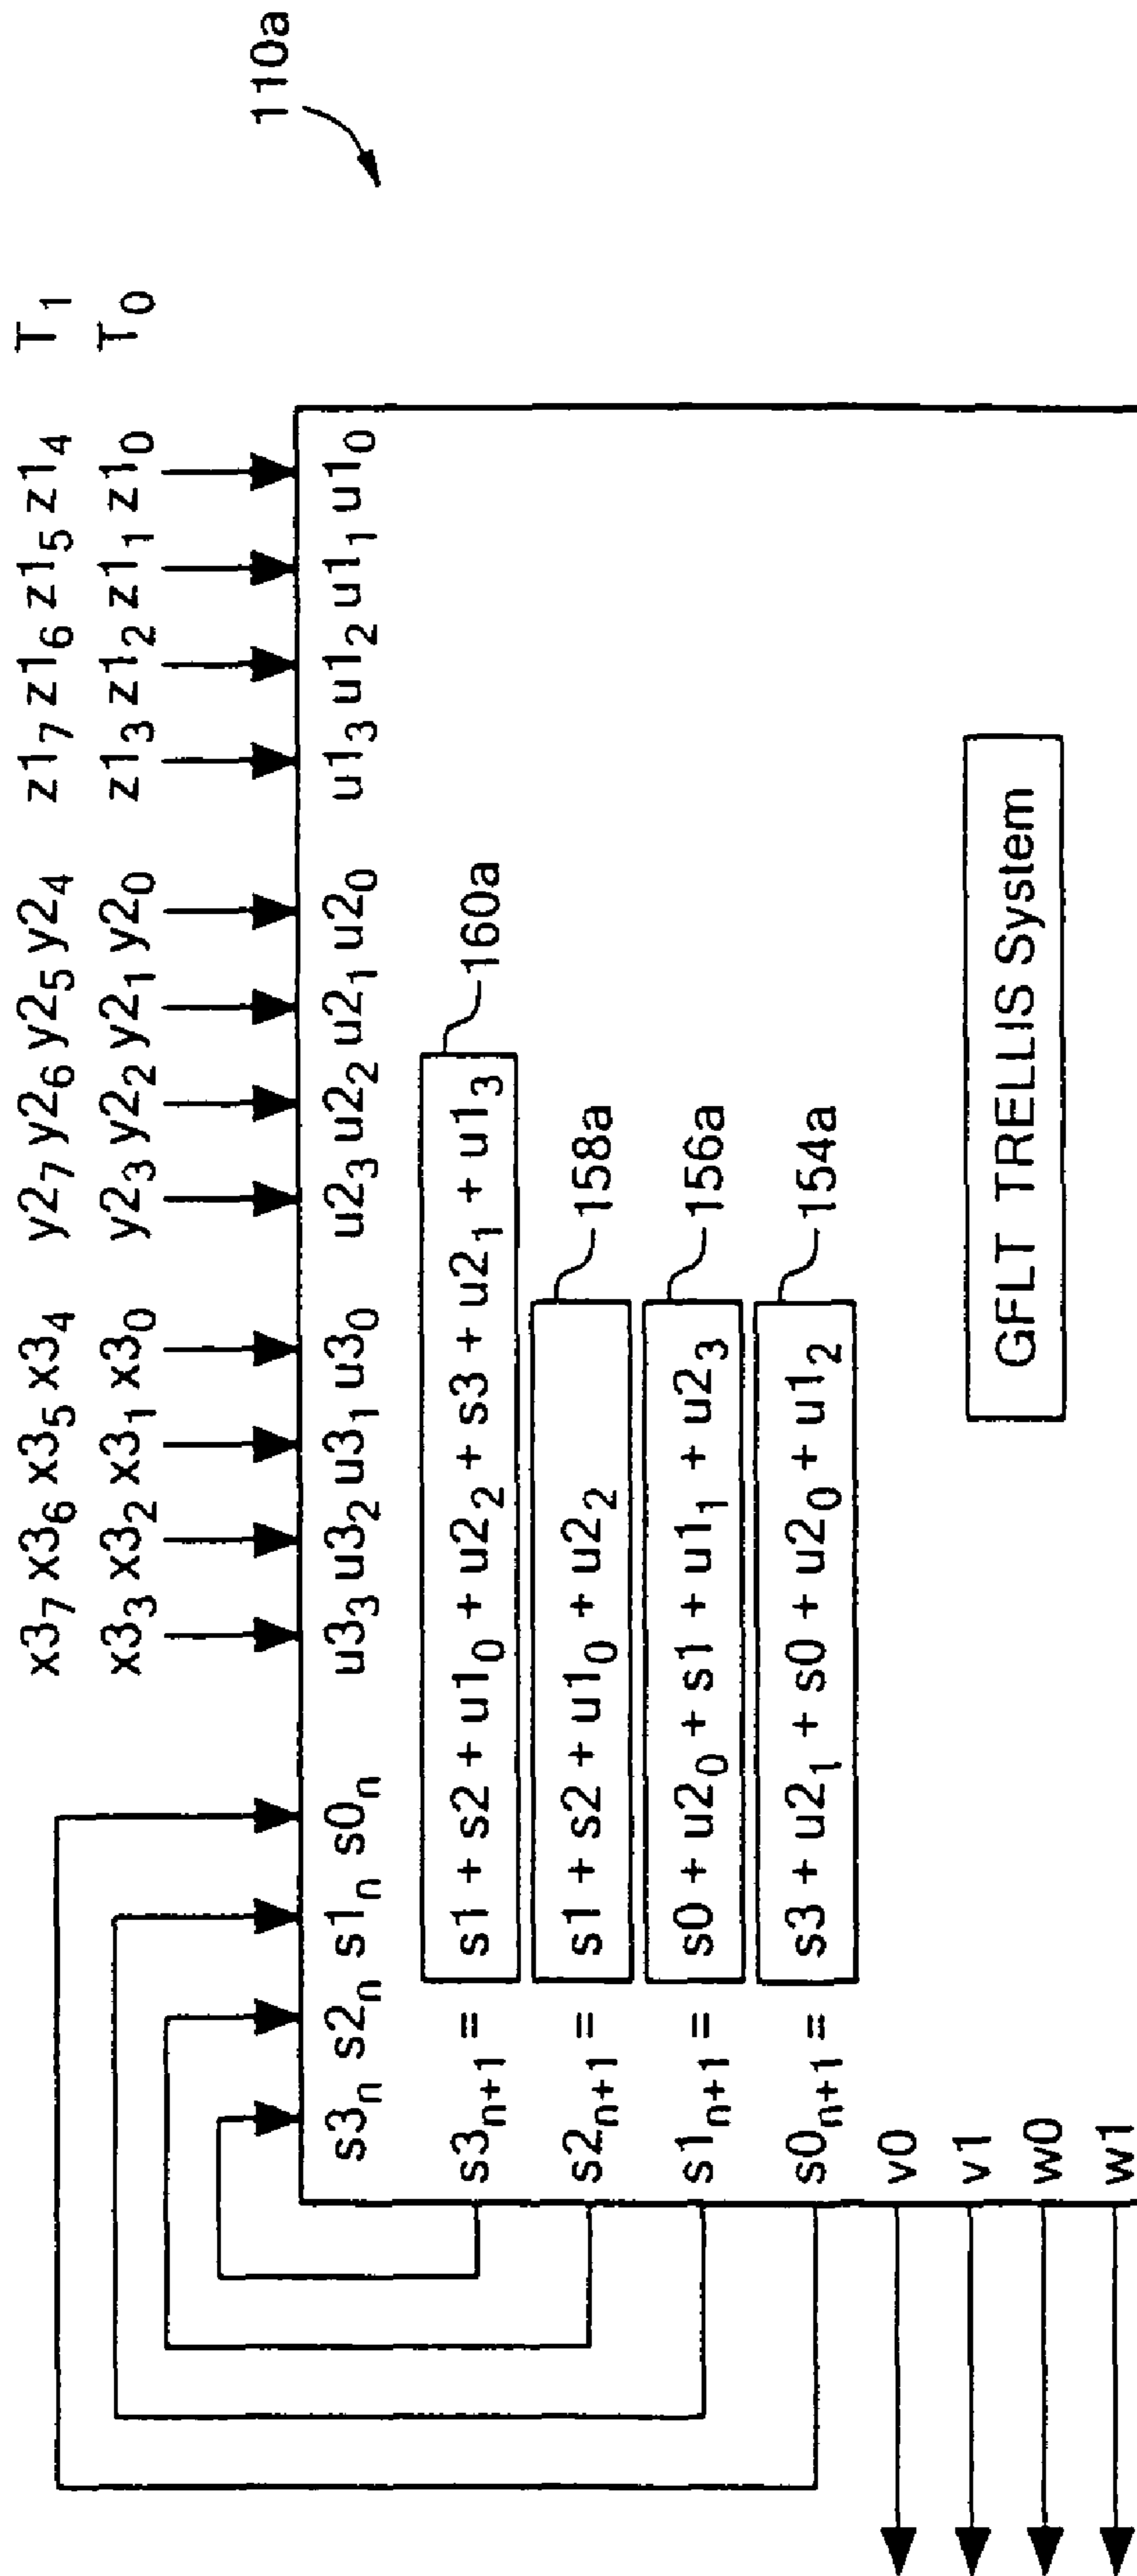 110a
x3₇ x3₆ x3₅ x3₄ y2₇ y2₆ y2₅ y2₄ z1₇ z1₆ z1₅ z1₄ T₁
x3₃ x3₂ x3₁ x3₀ y2₃ y2₂ y2₁ y2₀ z1₃ z1₂ z1₁ z1₀ T₀
s3ₙ s2ₙ s1ₙ s0ₙ u3₃ u3₂ u3₁ u3₀ u2₃ u2₂ u2₁ u2₀ u1₃ u1₂ u1₁ u1₀
s3ₙ₊₁ = s1 + s2 + u1₀ + u2₂ + s3 + u2₁ + u1₃ 160a
s2ₙ₊₁ = s1 + s2 + u1₀ + u2₂ 158a
s1ₙ₊₁ = s0 + u2₀ + s1 + u1₁ + u2₃ 156a
s0ₙ₊₁ = s3 + u2₁ + s0 + u2₀ + u1₂ 154a
v0
v1
w0
w1
GFLT TRELLIS System